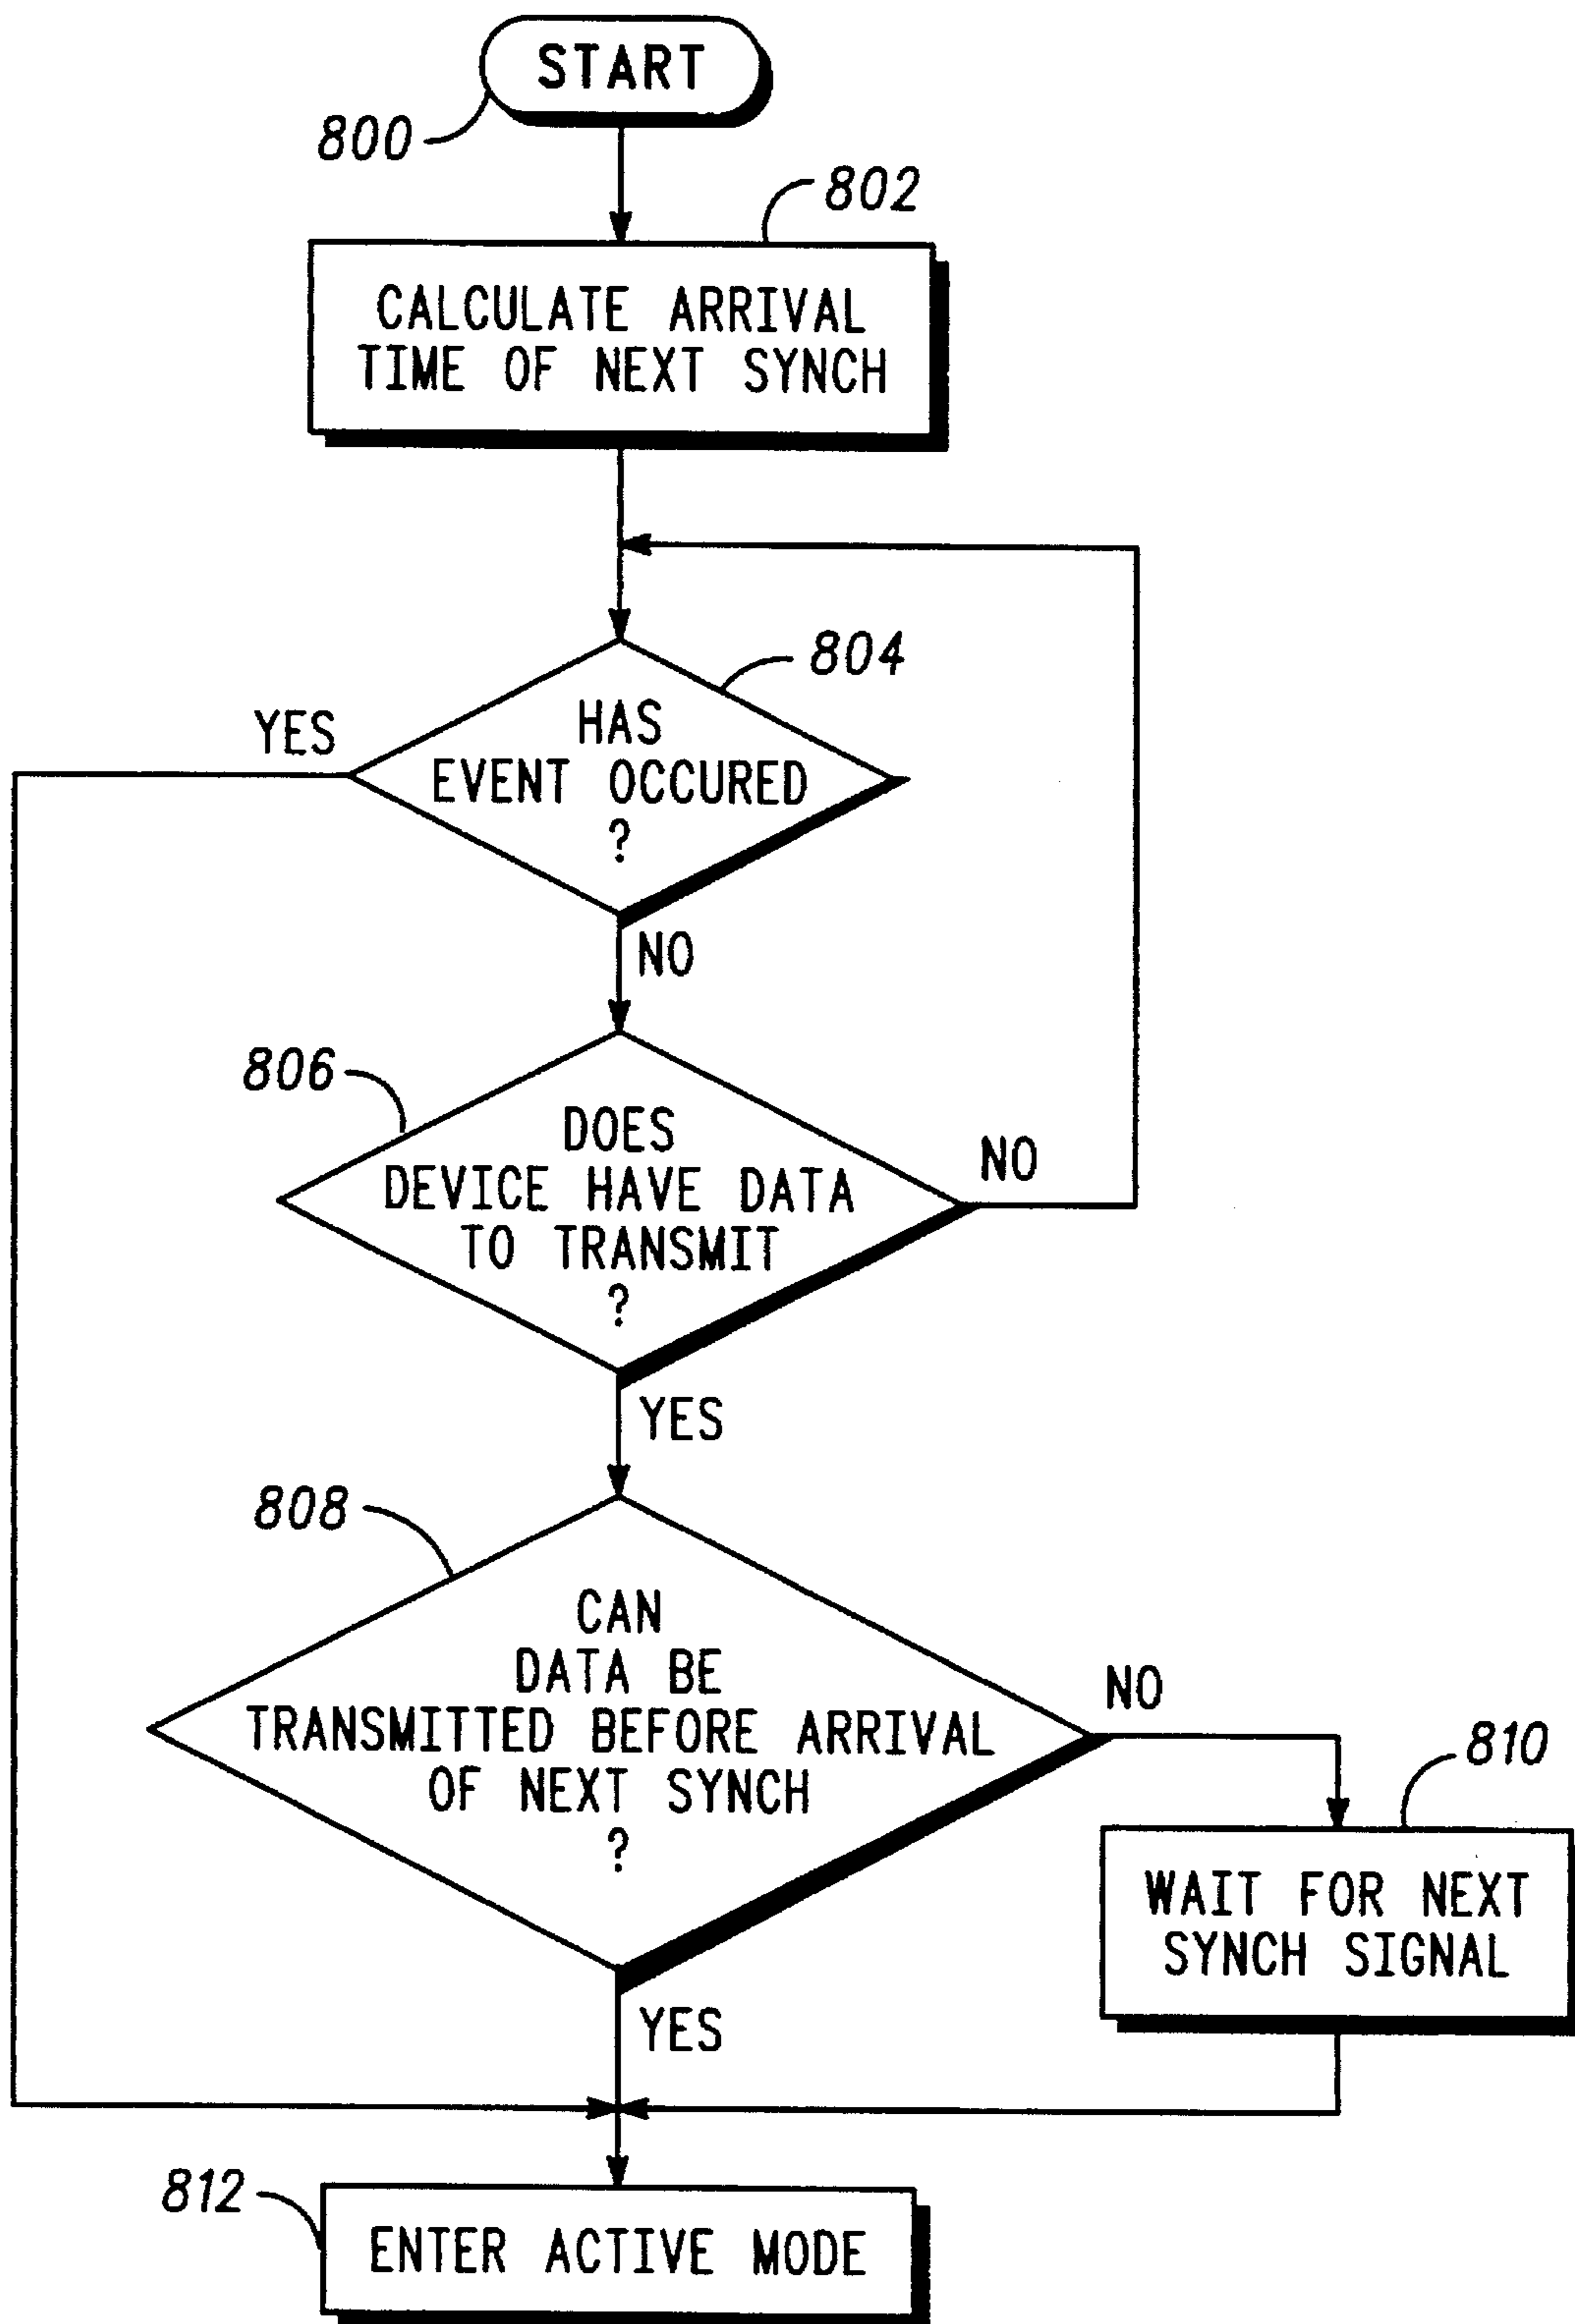 START
800
802
CALCULATE ARRIVAL
TIME OF NEXT SYNCH
804
YES
HAS
EVENT OCCURED
?
NO
806
DOES
DEVICE HAVE DATA
TO TRANSMIT
?
NO
YES
808
CAN
DATA BE
TRANSMITTED BEFORE ARRIVAL
OF NEXT SYNCH
?
NO
810
WAIT FOR NEXT
SYNCH SIGNAL
YES
812
ENTER ACTIVE MODE